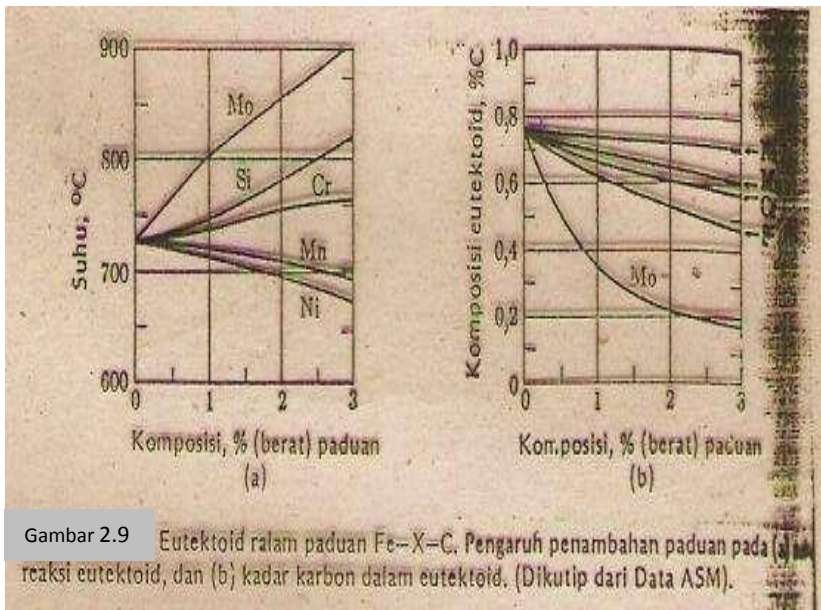 900
800
700
600
Suhu, °C
Mo
Si
Cr
Mn
Ni
0 1 2 3
Komposisi, % (berat) paduan
(a)
1,0
0,8
0,6
0,4
0,2
0
Komposisi eutektoid, %C
Mo
0 1 2 3
Kom.posisi, % (berat) paduan
(b)
Gambar 2.9 Eutektoid ralam paduan Fe—X—C. Pengaruh penambahan paduan pada (a)
reaksi eutektoid, dan (b) kadar karbon dalam eutektoid. (Dikutip dari Data ASM).